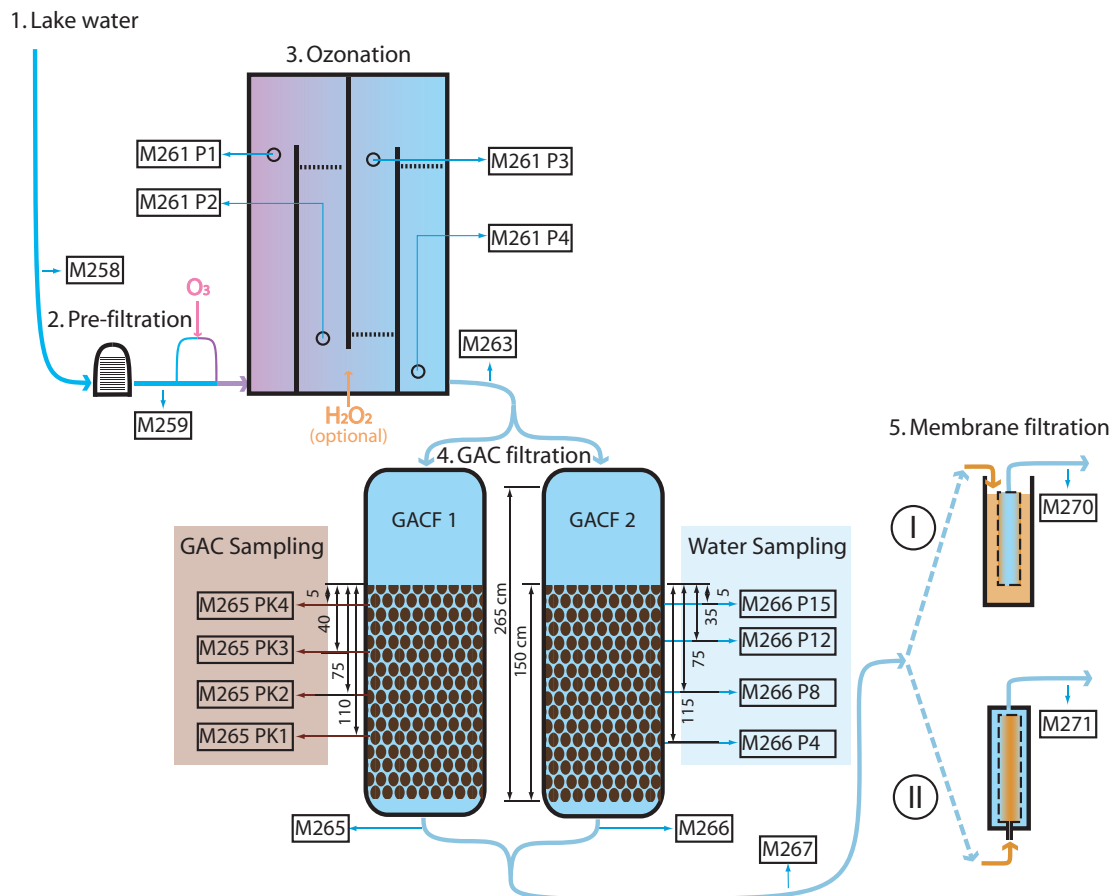 1. Lake water
3. Ozonation
M261 P1
M261 P3
M261 P2
M261 P4
M258
O₃
2. Pre-filtration
M259
M263
H₂O₂
(optional)
4. GAC filtration
5. Membrane filtration
GACF 1
GACF 2
M270
I
GAC Sampling
Water Sampling
M265 PK4
M265 PK3
M265 PK2
M265 PK1
5
40
75
110
265 cm
150 cm
5
35
75
115
M266 P15
M266 P12
M266 P8
M266 P4
M271
II
M265
M266
M267